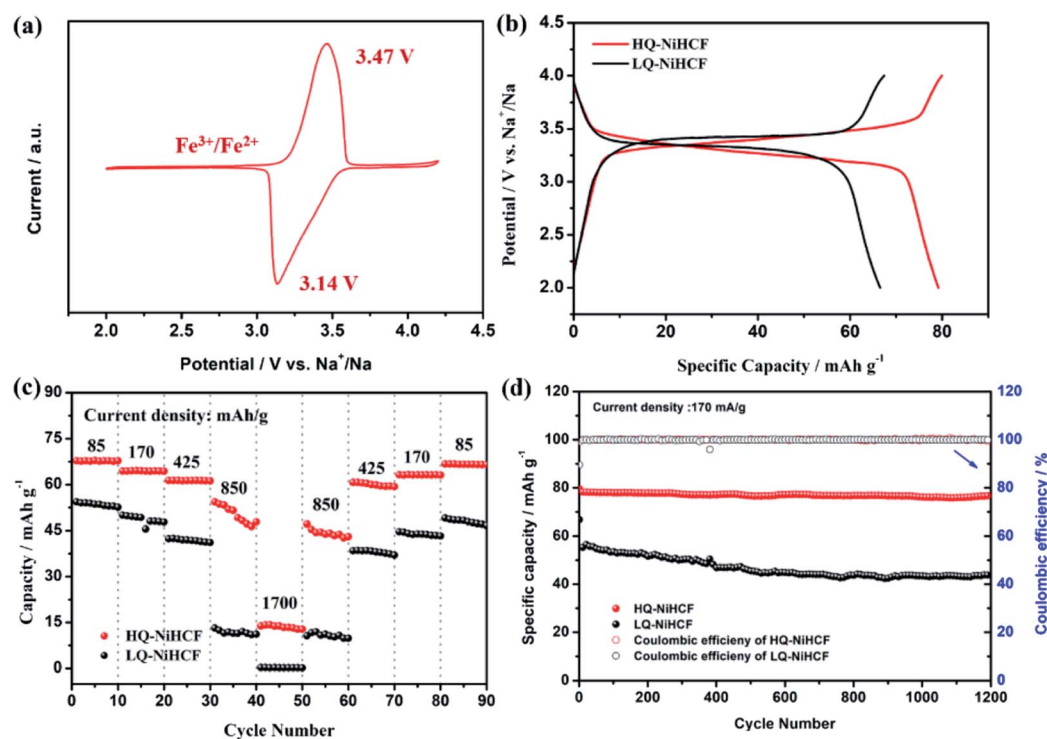 (a)
3.47 V
Fe³⁺/Fe²⁺
3.14 V
Current / a.u.
2.0 2.5 3.0 3.5 4.0 4.5
Potential / V vs. Na⁺/Na
(b)
HQ-NiHCF
LQ-NiHCF
Potential / V vs. Na⁺/Na
4.0
3.5
3.0
2.5
2.0
0 20 40 60 80
Specific Capacity / mAh g⁻¹
(c)
Current density: mAh/g
85
170
425
850
1700
850
425
170
85
HQ-NiHCF
LQ-NiHCF
Capacity / mAh g⁻¹
90
75
60
45
30
15
0
0 10 20 30 40 50 60 70 80 90
Cycle Number
(d)
Current density :170 mA/g
HQ-NiHCF
LQ-NiHCF
Coulombic efficieny of HQ-NiHCF
Coulombic efficieny of LQ-NiHCF
Specific capacity / mAh g⁻¹
120
100
80
60
40
20
0
0 200 400 600 800 1000 1200
Cycle Number
120
100
80
60
40
20
0
Coulombic efficiency / %